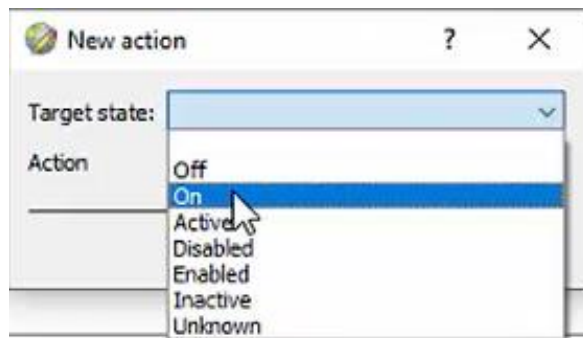 New action ? ×
Target state:
Action
Off
On
Active
Disabled
Enabled
Inactive
Unknown